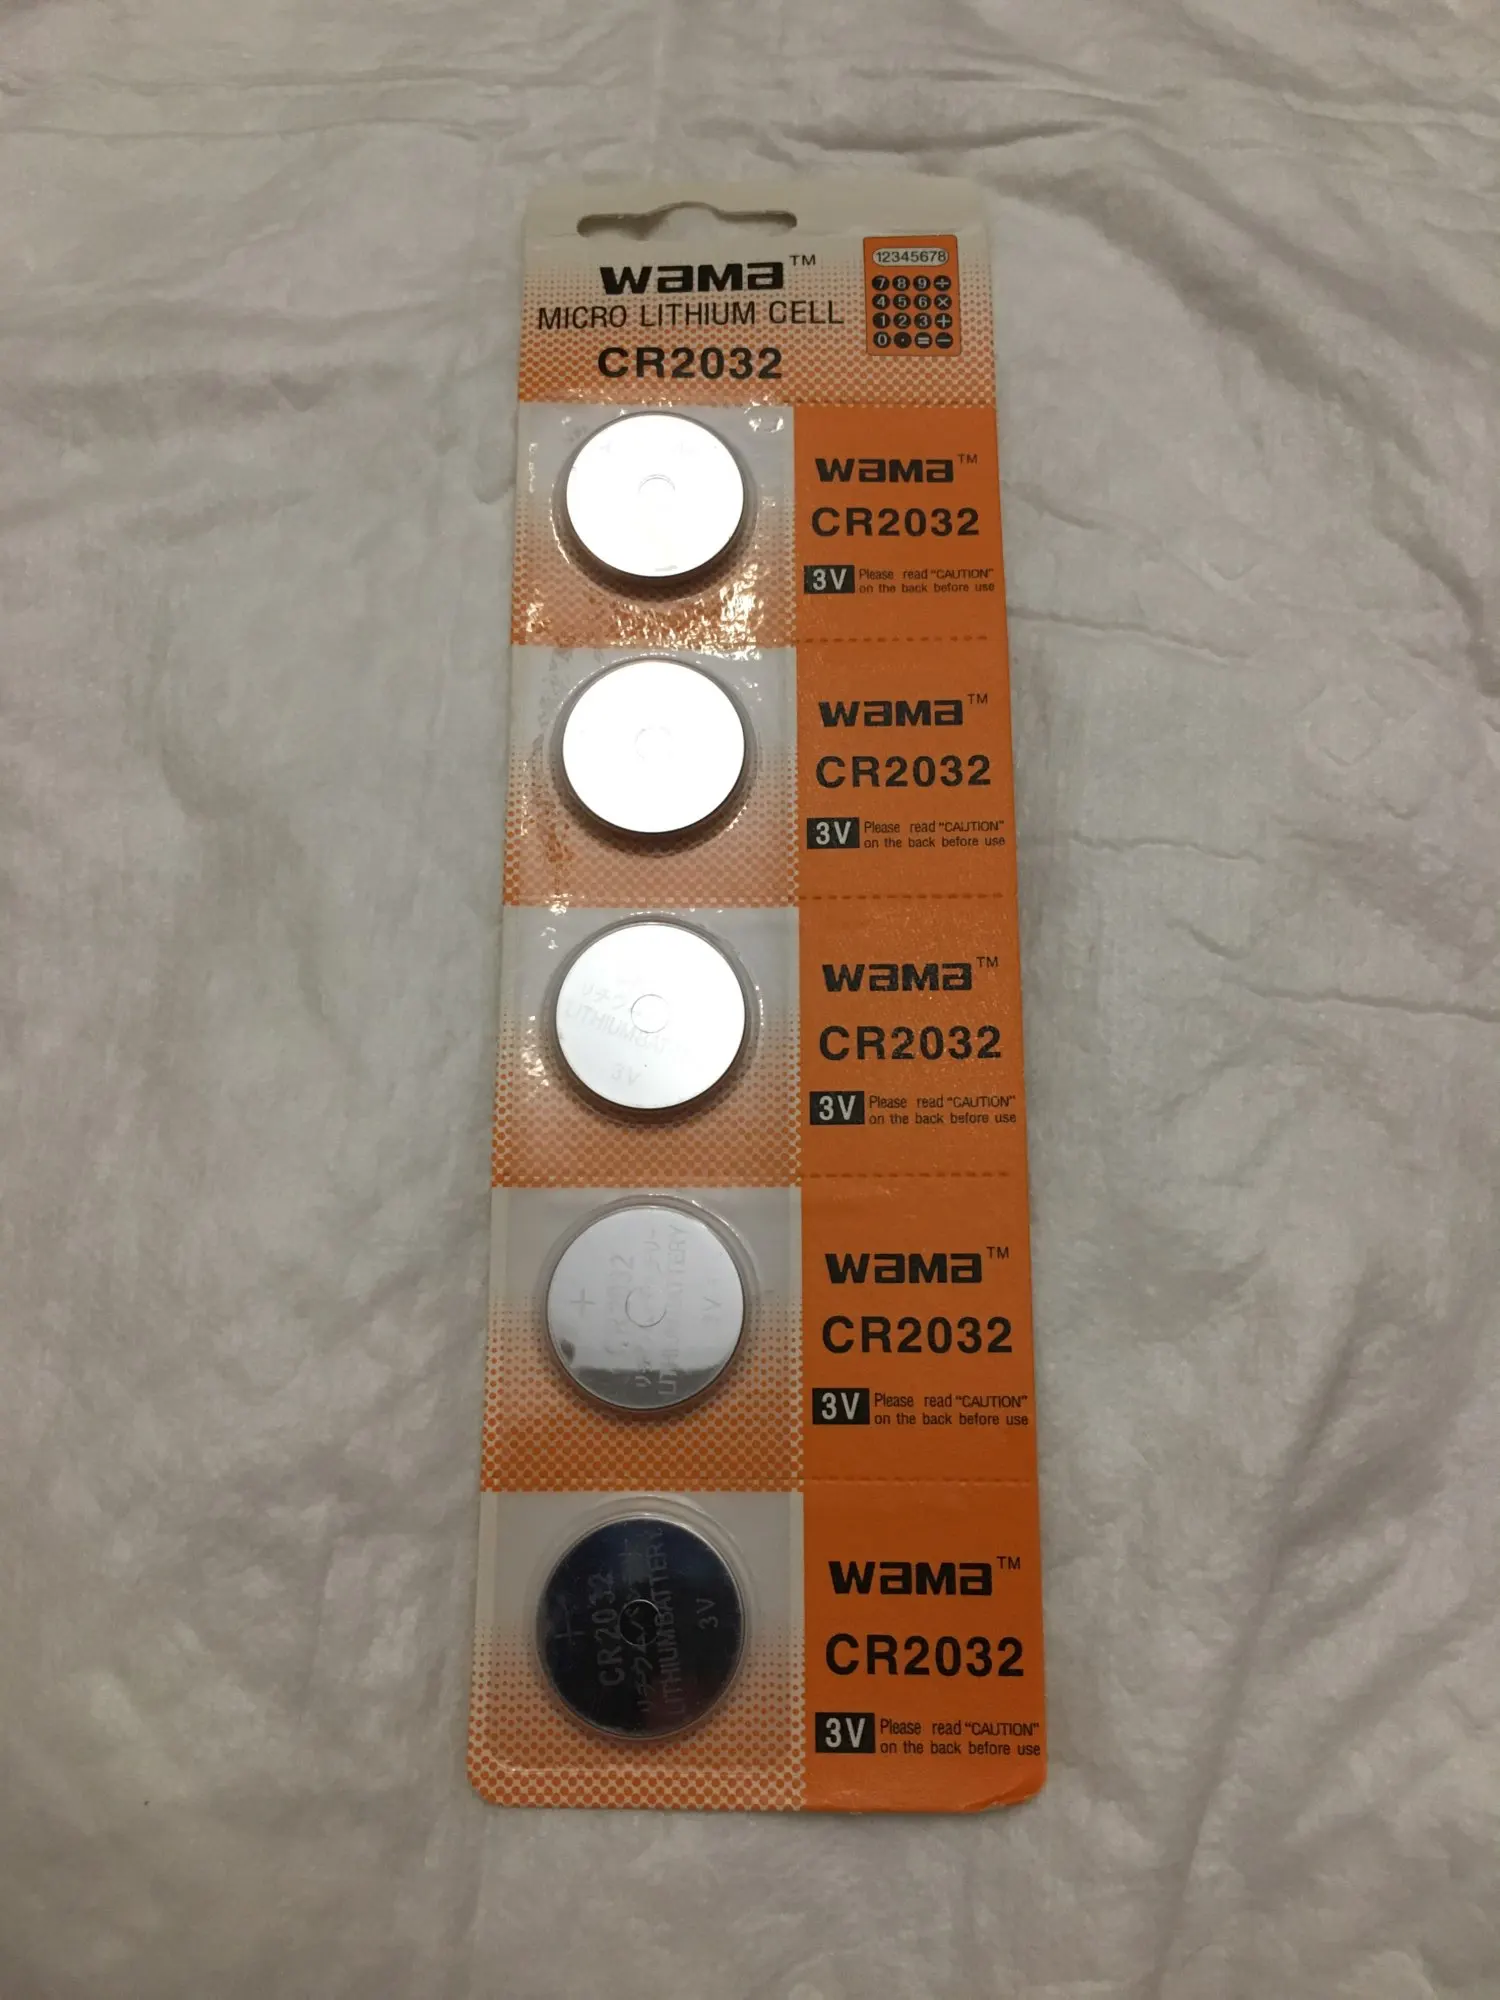 WAMA™
MICRO LITHIUM CELL
CR2032
12345678
7 8 9 ÷
4 5 6 ×
1 2 3 +
0 • = −
WAMA™
CR2032
3V Please read "CAUTION"
on the back before use
WAMA™
CR2032
3V Please read "CAUTION"
on the back before use
リチウ
LITHIUM BATT
3V
WAMA™
CR2032
3V Please read "CAUTION"
on the back before use
+
LITHIUM BATTERY
3V
WAMA™
CR2032
3V Please read "CAUTION"
on the back before use
+
CR2032
LITHIUM BATTERY
3V
WAMA™
CR2032
3V Please read "CAUTION"
on the back before use